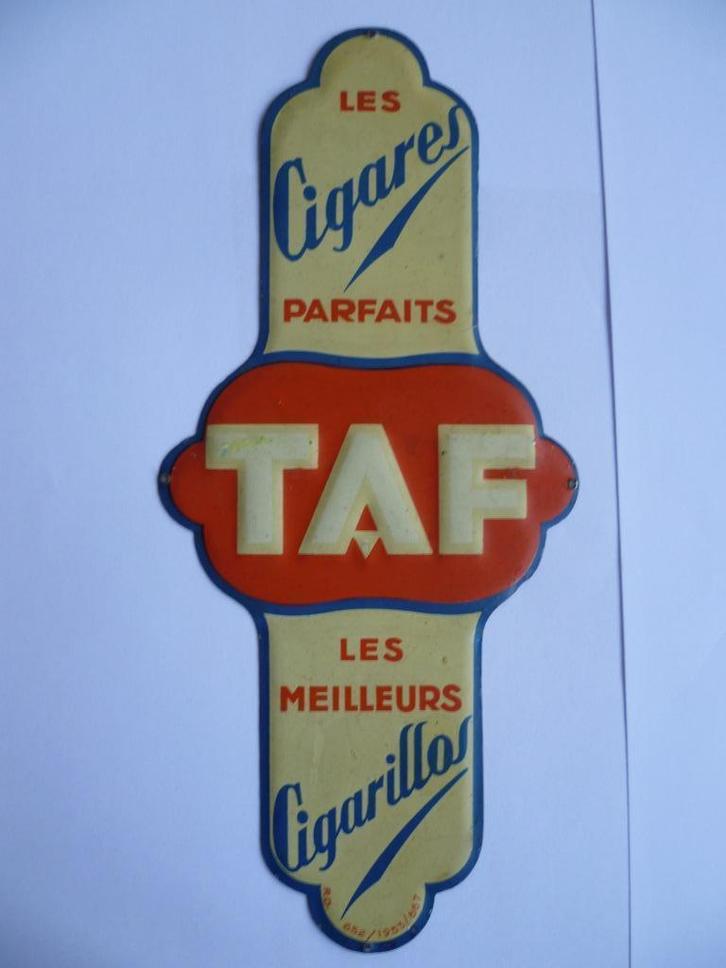 LES
Cigares
PARFAITS
TAF
LES
MEILLEURS
Cigarillos